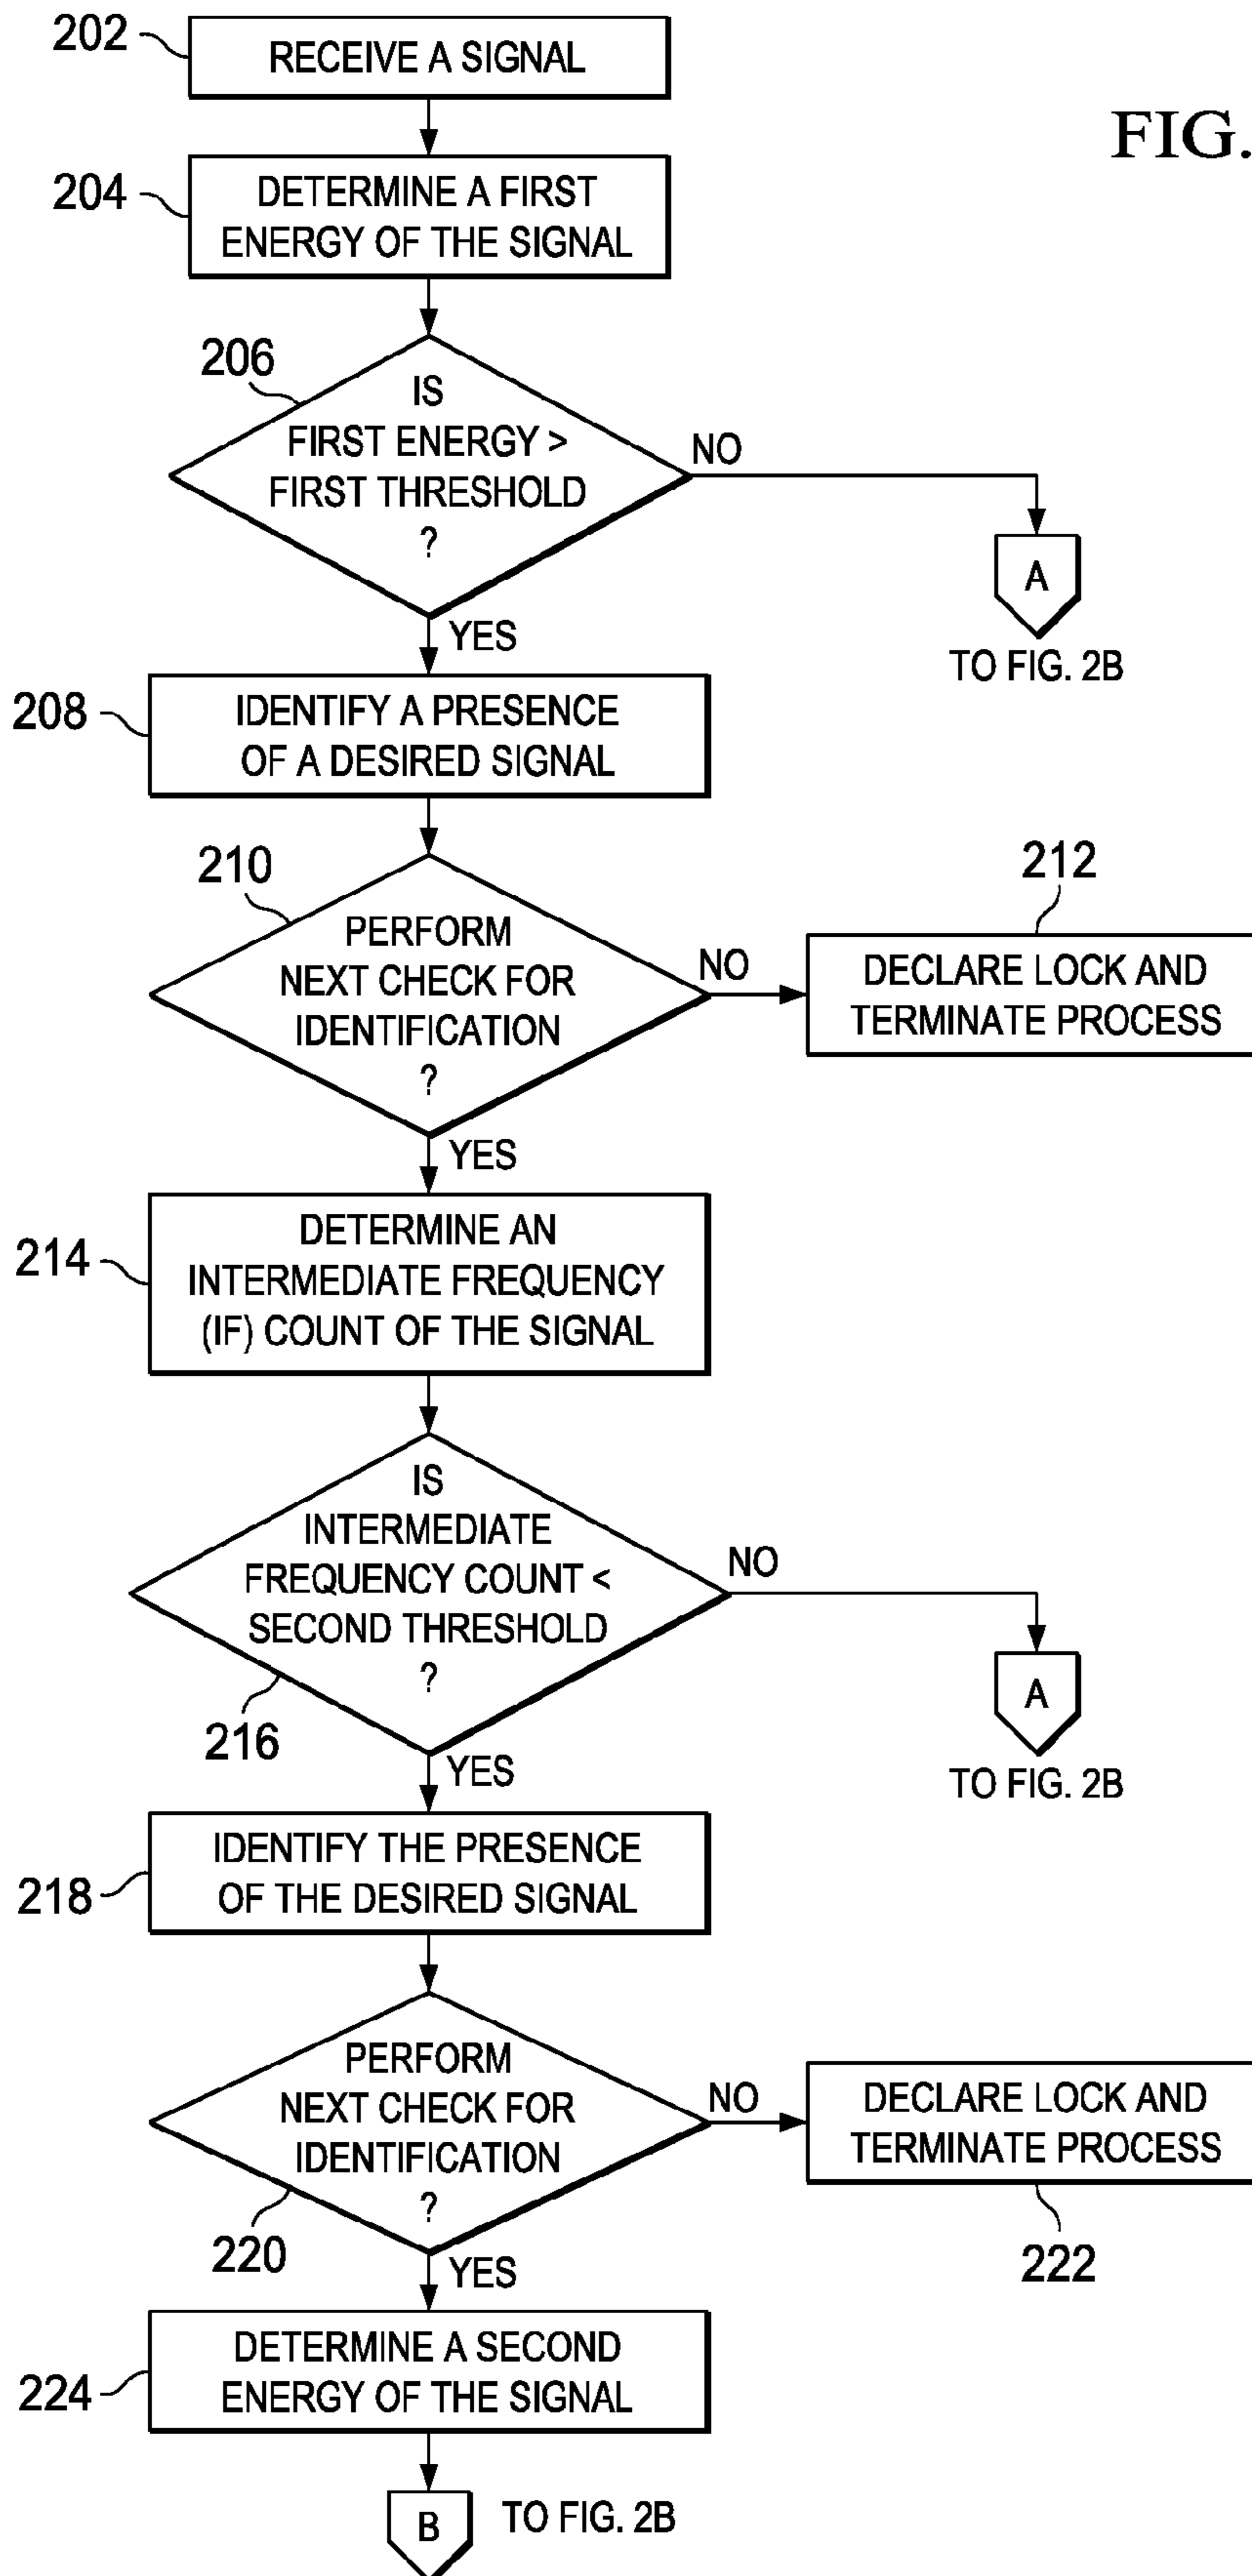 202
RECEIVE A SIGNAL
FIG.
204
DETERMINE A FIRST
ENERGY OF THE SIGNAL
206
IS
FIRST ENERGY >
FIRST THRESHOLD
?
NO
A
TO FIG. 2B
YES
208
IDENTIFY A PRESENCE
OF A DESIRED SIGNAL
210
PERFORM
NEXT CHECK FOR
IDENTIFICATION
?
NO
212
DECLARE LOCK AND
TERMINATE PROCESS
YES
214
DETERMINE AN
INTERMEDIATE FREQUENCY
(IF) COUNT OF THE SIGNAL
IS
INTERMEDIATE
FREQUENCY COUNT <
SECOND THRESHOLD
?
216
NO
A
TO FIG. 2B
YES
218
IDENTIFY THE PRESENCE
OF THE DESIRED SIGNAL
PERFORM
NEXT CHECK FOR
IDENTIFICATION
?
220
NO
DECLARE LOCK AND
TERMINATE PROCESS
222
YES
224
DETERMINE A SECOND
ENERGY OF THE SIGNAL
B
TO FIG. 2B